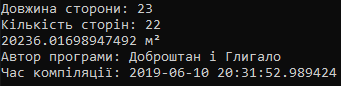 Довжина сторони: 23
Кількість сторін: 22
20236.01698947492 м²
Автор програми: Доброштан і Глигало
Час компіляції: 2019-06-10 20:31:52.989424